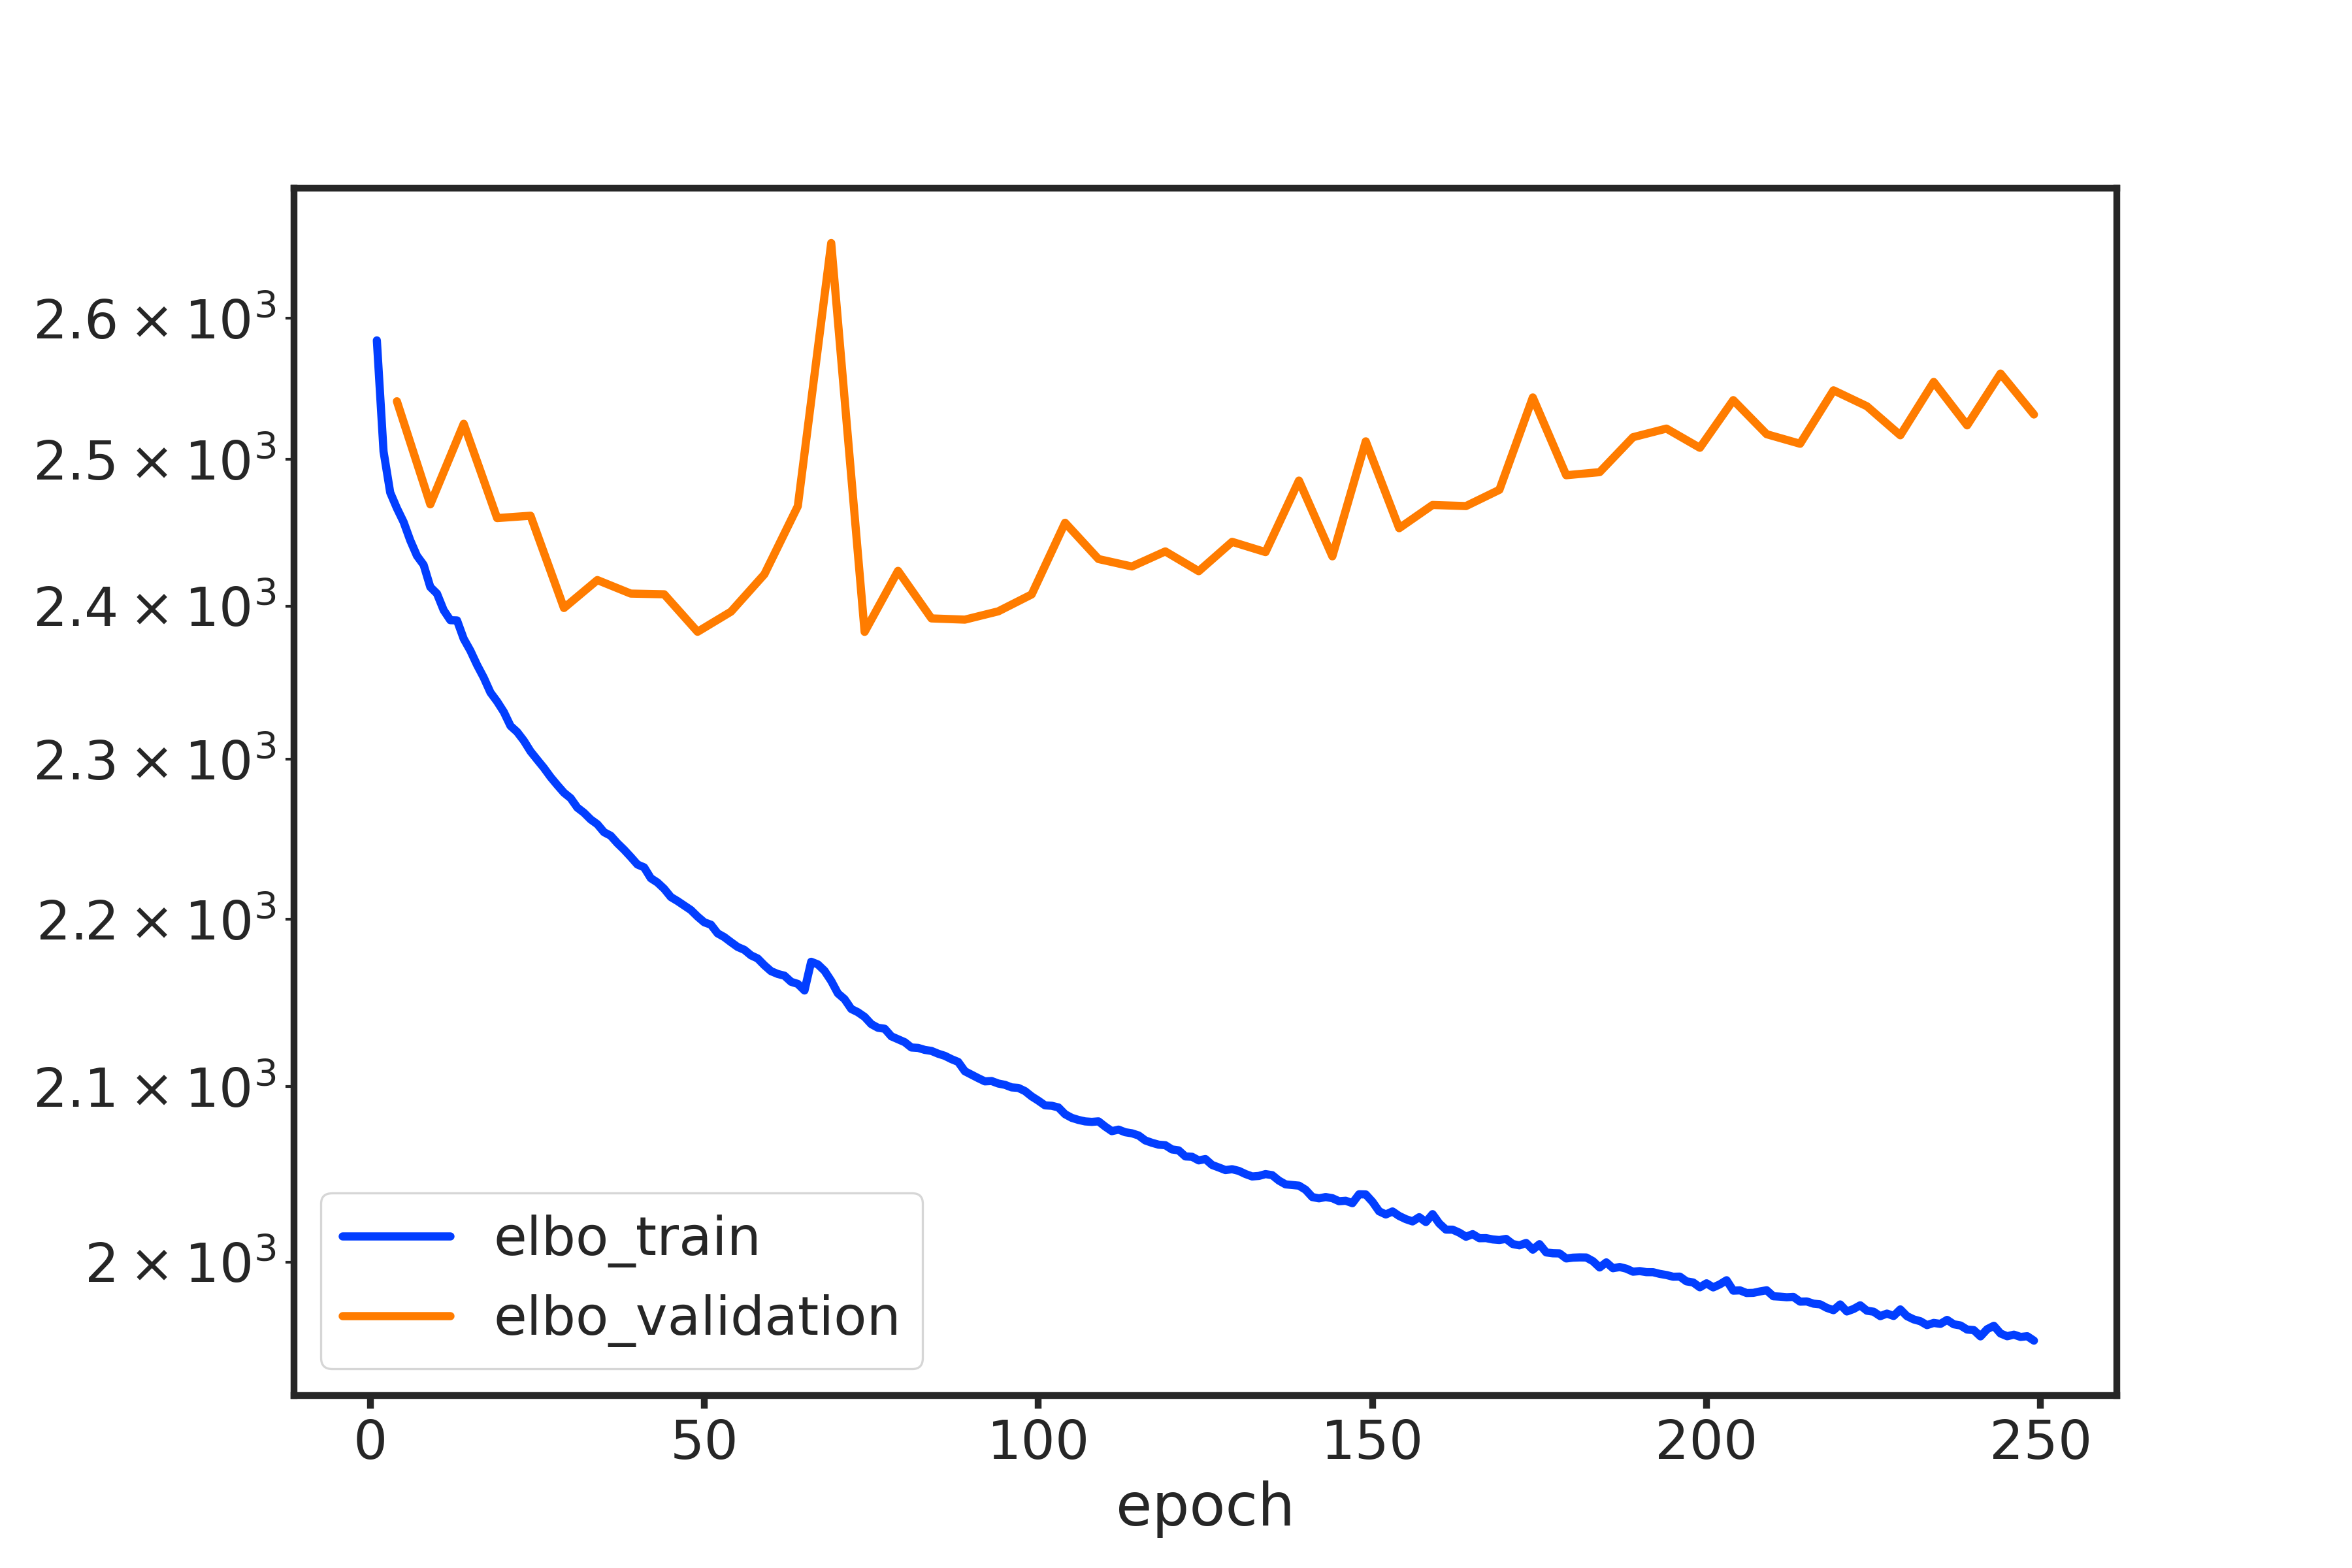 2.6 × 10³
2.5 × 10³
2.4 × 10³
2.3 × 10³
2.2 × 10³
2.1 × 10³
2 × 10³
elbo_train
elbo_validation
0 50 100 150 200 250
epoch